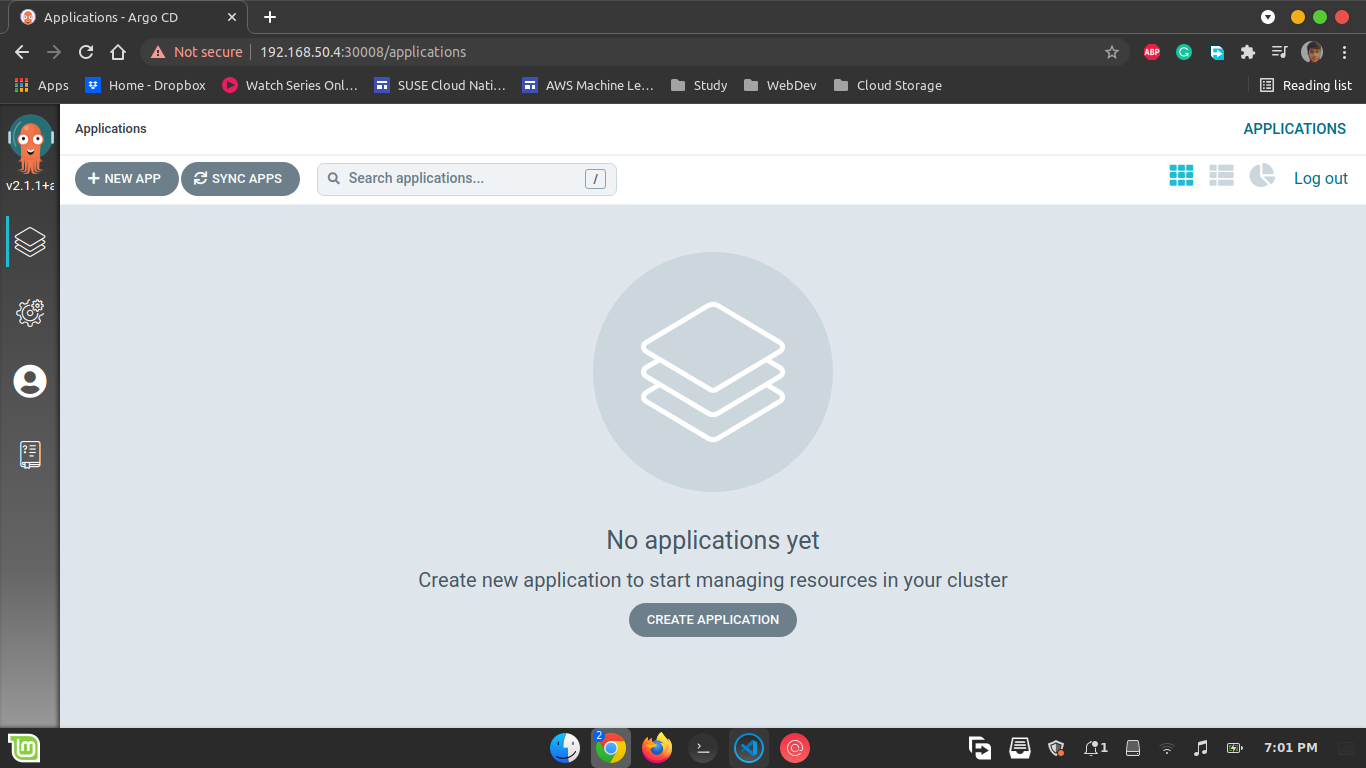 Applications - Argo CD
Not secure 192.168.50.4:30008/applications
ABP
Apps Home - Dropbox Watch Series Onl... SUSE Cloud Nati... AWS Machine Le... Study WebDev Cloud Storage Reading list
Applications APPLICATIONS
NEW APP SYNC APPS Search applications... / Log out
v2.1.1+a
No applications yet
Create new application to start managing resources in your cluster
CREATE APPLICATION
2
1 7:01 PM